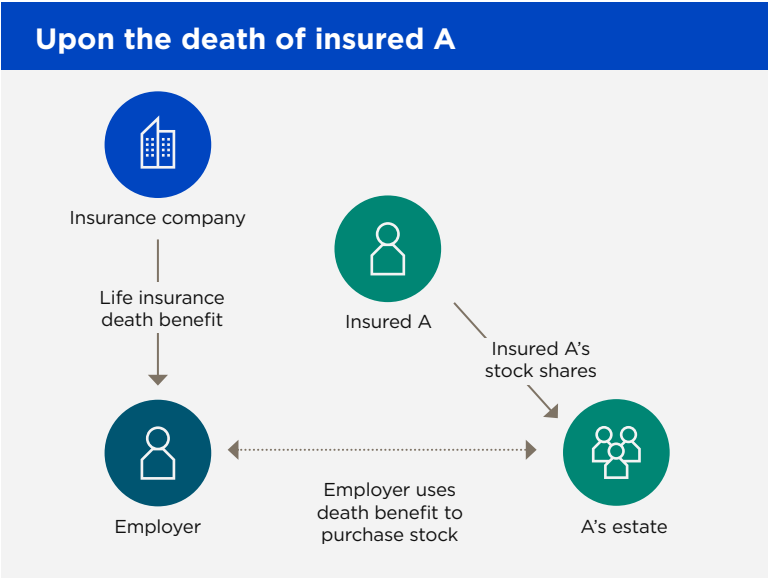 Upon the death of insured A
Insurance company
Life insurance
death benefit
Insured A
Insured A’s
stock shares
Employer
Employer uses
death benefit to
purchase stock
A’s estate